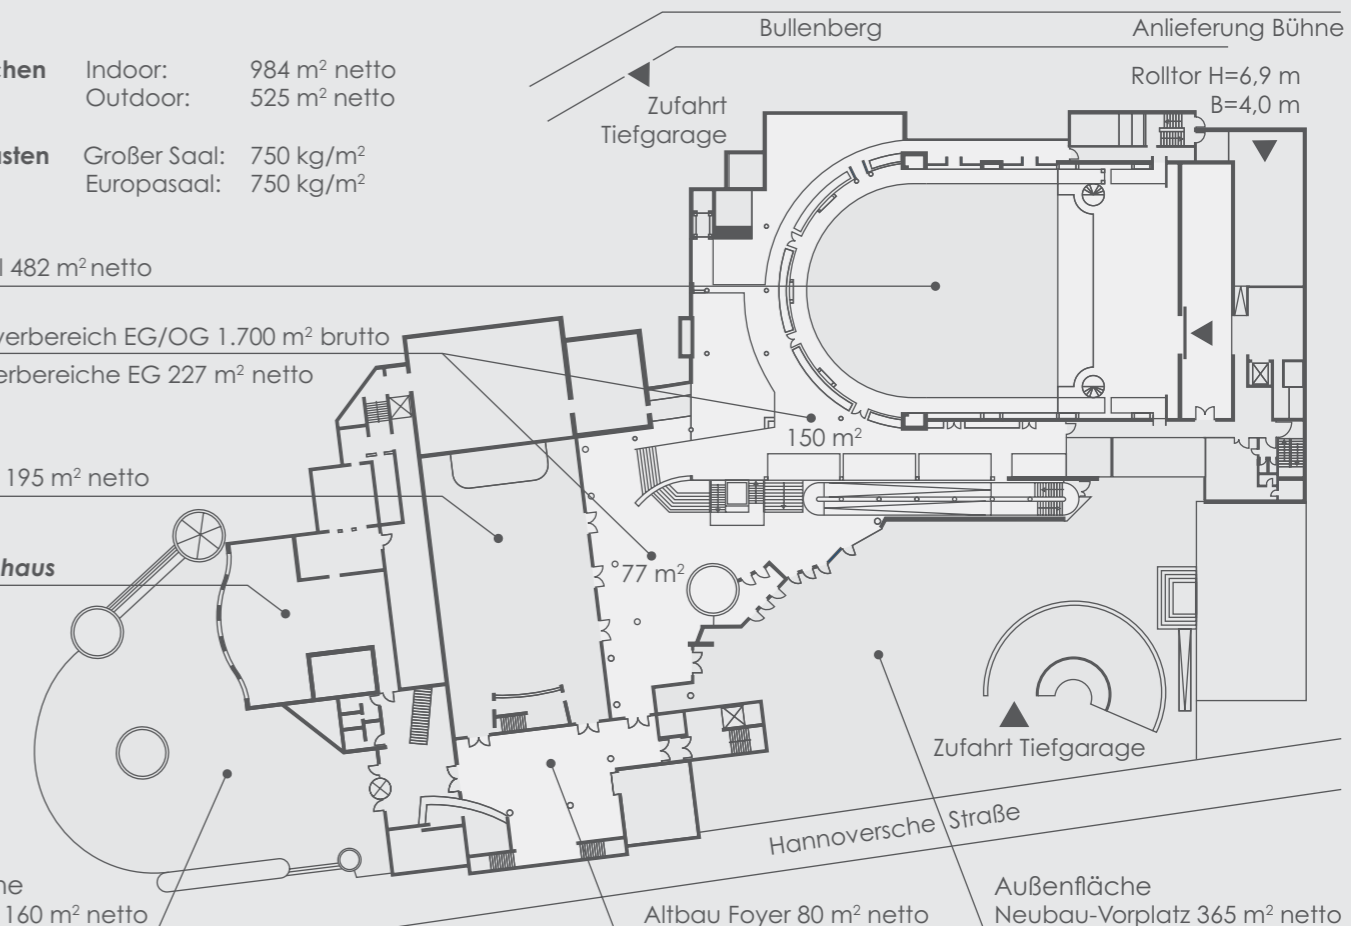 Bullenberg
Anlieferung Bühne
Rolltor H=6,9 m
B=4,0 m
Zufahrt
Tiefgarage
chen Indoor: 984 m² netto
Outdoor: 525 m² netto
asten Großer Saal: 750 kg/m²
Europasaal: 750 kg/m²
l 482 m² netto
yerbereich EG/OG 1.700 m² brutto
erbereiche EG 227 m² netto
150 m²
195 m² netto
haus
77 m²
Zufahrt Tiefgarage
Hannoversche Straße
he
160 m² netto
Altbau Foyer 80 m² netto
Außenfläche
Neubau-Vorplatz 365 m² netto